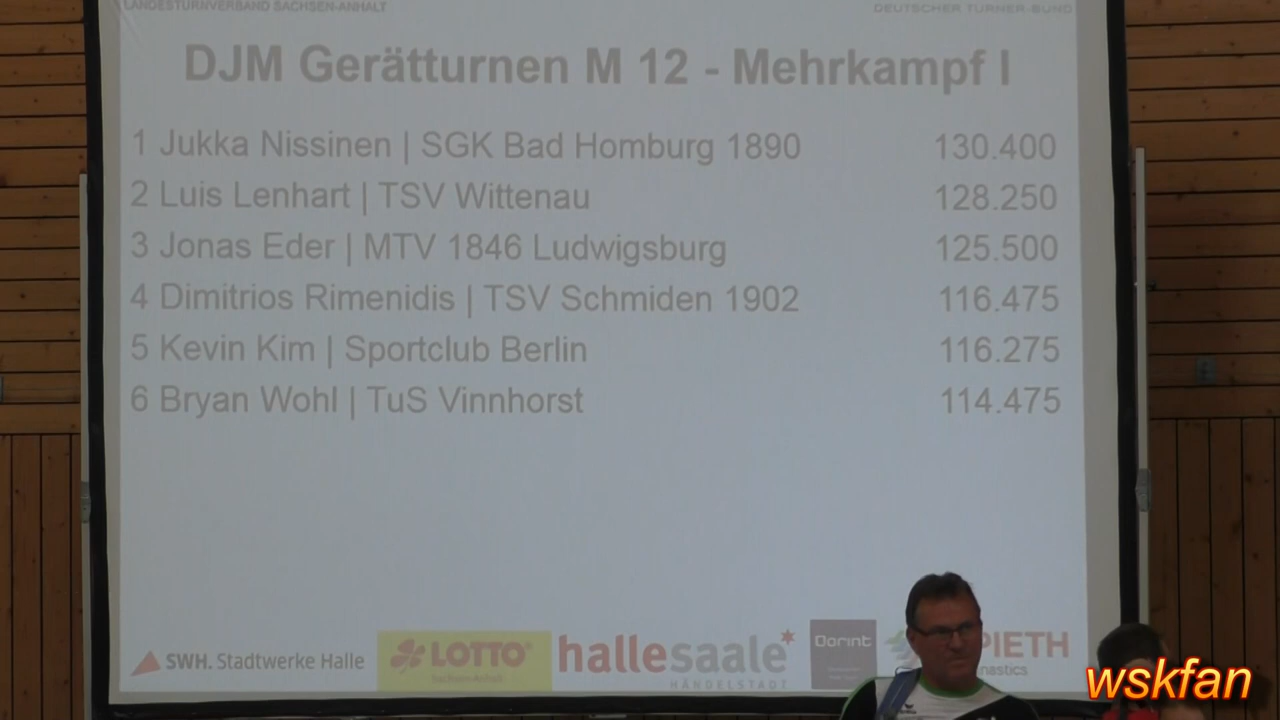 LANDESTURNVERBAND SACHSEN-ANHALT
DEUTSCHER TURNER-BUND
DJM Gerätturnen M 12 - Mehrkampf I
1 Jukka Nissinen | SGK Bad Homburg 1890 130.400
2 Luis Lenhart | TSV Wittenau 128.250
3 Jonas Eder | MTV 1846 Ludwigsburg 125.500
4 Dimitrios Rimenidis | TSV Schmiden 1902 116.475
5 Kevin Kim | Sportclub Berlin 116.275
6 Bryan Wohl | TuS Vinnhorst 114.475
SWH. Stadtwerke Halle
LOTTO
Sachsen-Anhalt
hallesaale*
HÄNDELSTADT
Dorint
PIETH
nastics
wskfan